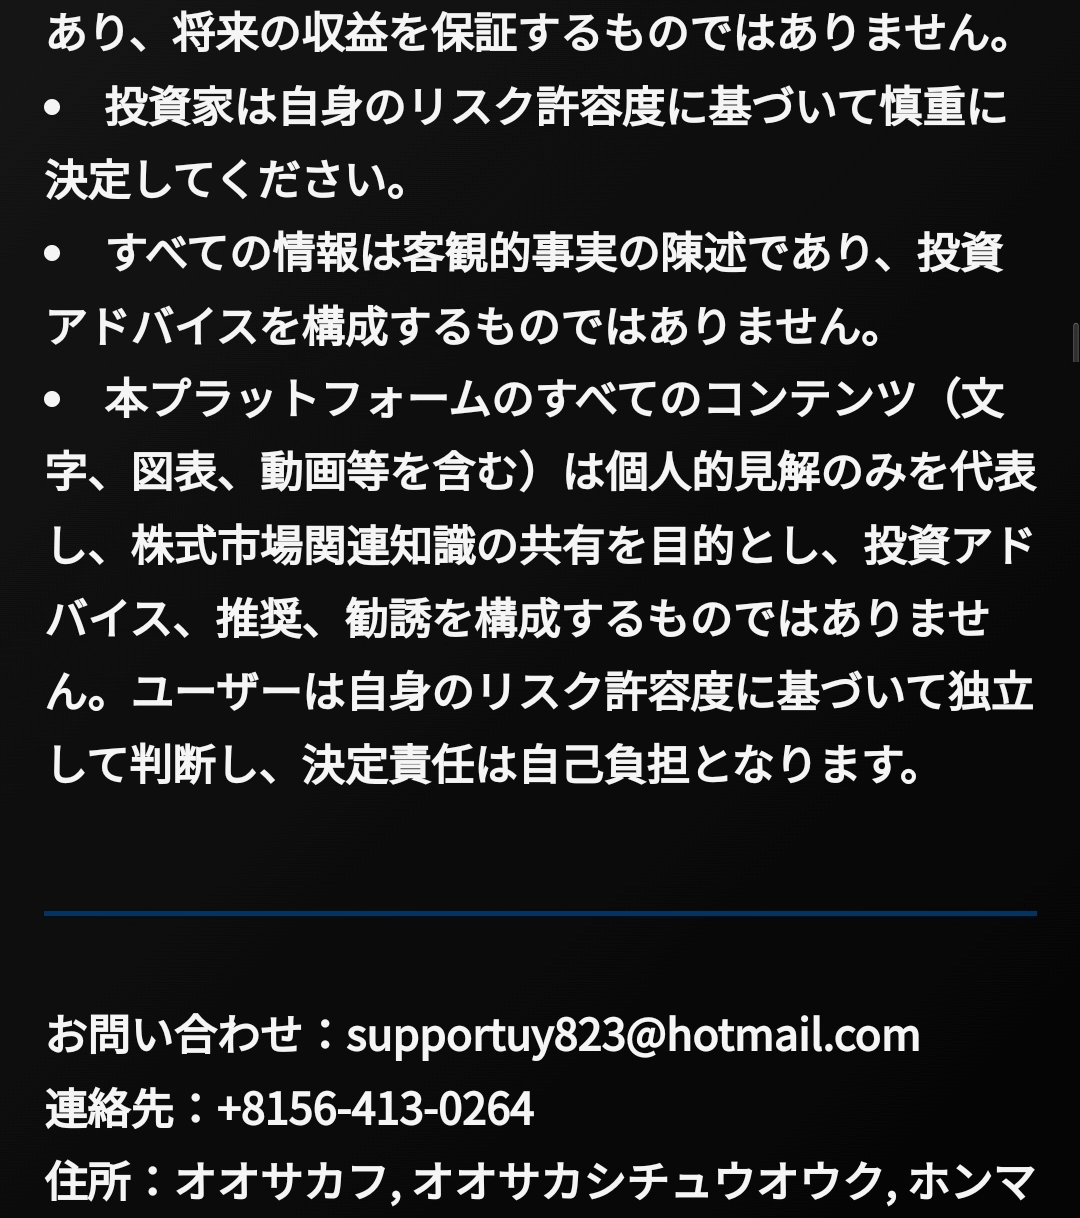 あり、将来の収益を保証するものではありません。
• 投資家は自身のリスク許容度に基づいて慎重に
決定してください。
• すべての情報は客観的事実の陳述であり、投資
アドバイスを構成するものではありません。
• 本プラットフォームのすべてのコンテンツ（文
字、図表、動画等を含む）は個人的見解のみを代表
し、株式市場関連知識の共有を目的とし、投資アド
バイス、推奨、勧誘を構成するものではありませ
ん。ユーザーは自身のリスク許容度に基づいて独立
して判断し、決定責任は自己負担となります。
お問い合わせ：supportuy823@hotmail.com
連絡先：+8156-413-0264
住所：オオサカフ, オオサカシチュウオウク, ホンマ